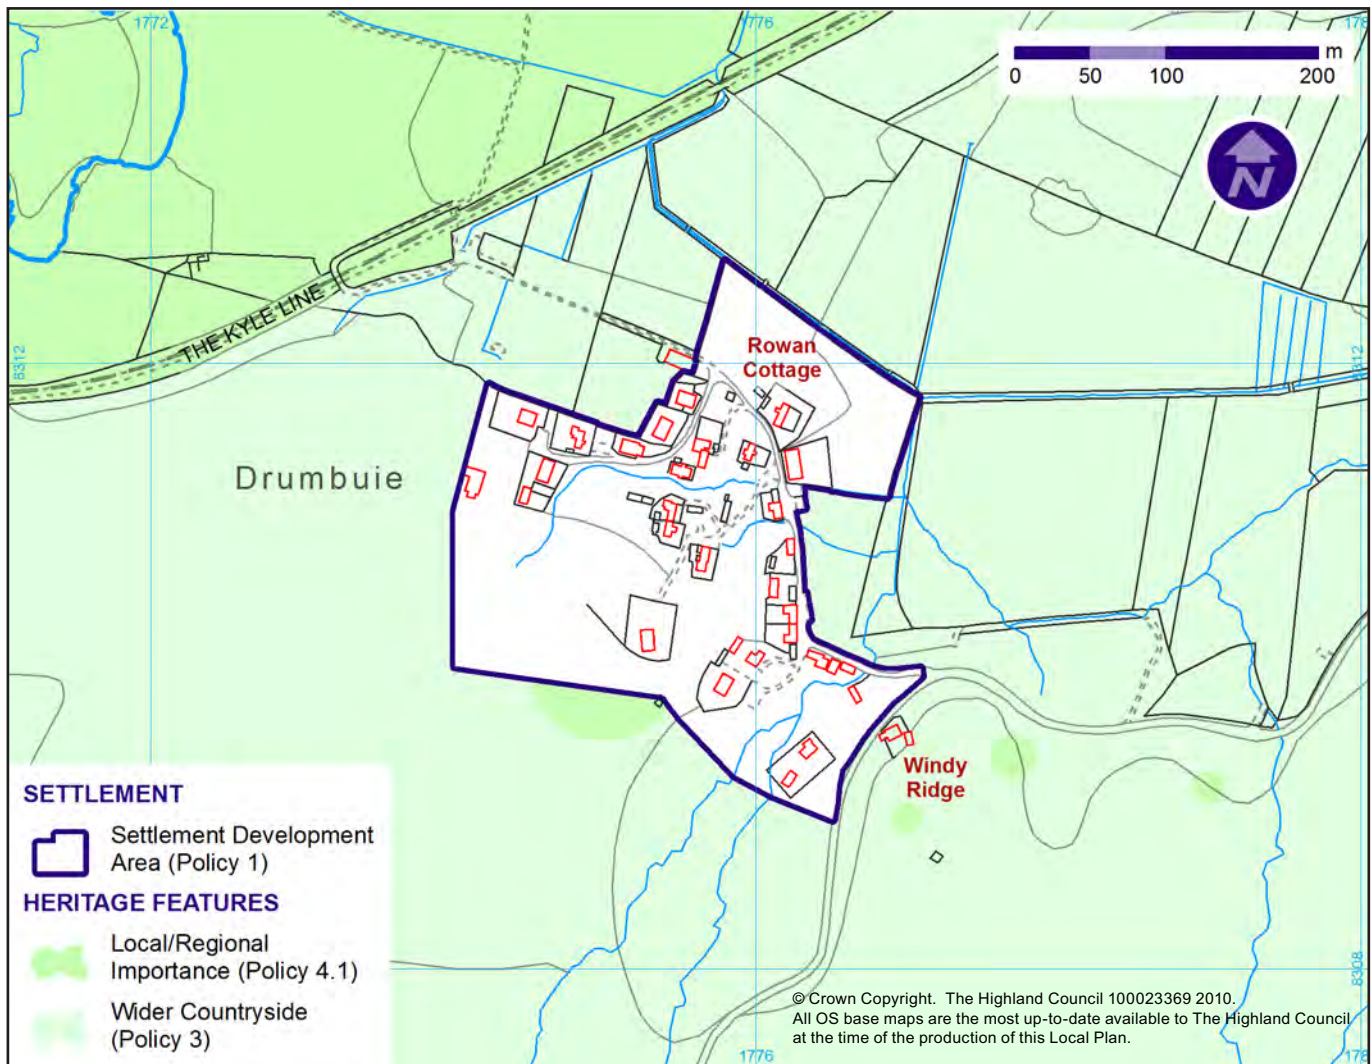 1772
1776
178
m
0
50
100
200
N
THE KYLE LINE
8312
312
Rowan
Cottage
Drumbuie
Windy
Ridge
SETTLEMENT
Settlement Development
Area (Policy 1)
HERITAGE FEATURES
Local/Regional
Importance (Policy 4.1)
Wider Countryside
(Policy 3)
8308
© Crown Copyright. The Highland Council 100023369 2010.
All OS base maps are the most up-to-date available to The Highland Council
at the time of the production of this Local Plan.
1776
178